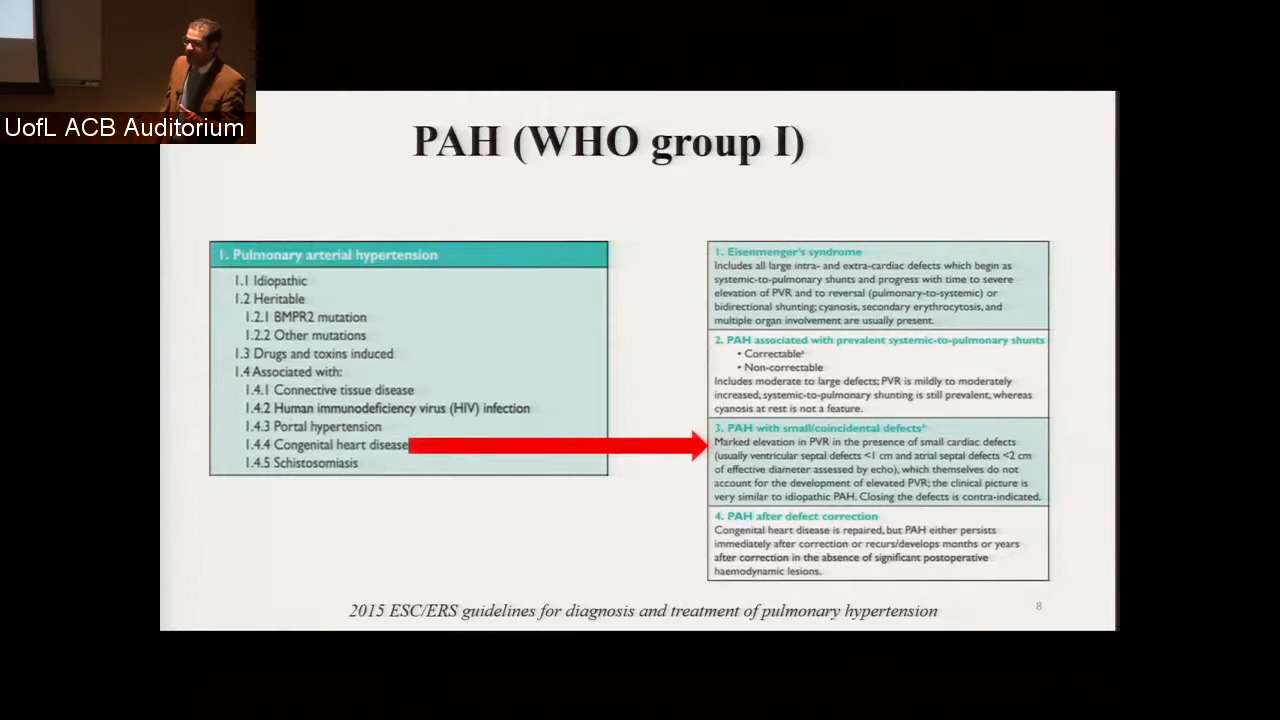 UofL ACB Auditorium
PAH (WHO group I)
1. Pulmonary arterial hypertension
1.1 Idiopathic
1.2 Heritable
1.2.1 BMPR2 mutation
1.2.2 Other mutations
1.3 Drugs and toxins induced
1.4 Associated with:
1.4.1 Connective tissue disease
1.4.2 Human immunodeficiency virus (HIV) infection
1.4.3 Portal hypertension
1.4.4 Congenital heart disease
1.4.5 Schistosomiasis
1. Eisenmenger's syndrome
Includes all large intra- and extra-cardiac defects which begin as
systemic-to-pulmonary shunts and progress with time to severe
elevation of PVR and to reversal (pulmonary-to-systemic) or
bidirectional shunting; cyanosis, secondary erythrocytosis, and
multiple organ involvement are usually present.
2. PAH associated with prevalent systemic-to-pulmonary shunts
• Correctableᵃ
• Non-correctable
Includes moderate to large defects; PVR is mildly to moderately
increased, systemic-to-pulmonary shunting is still prevalent, whereas
cyanosis at rest is not a feature.
3. PAH with small/coincidental defects
Marked elevation in PVR in the presence of small cardiac defects
(usually ventricular septal defects <1 cm and atrial septal defects <2 cm
of effective diameter assessed by echo), which themselves do not
account for the development of elevated PVR; the clinical picture is
very similar to idiopathic PAH. Closing the defects is contra-indicated.
4. PAH after defect correction
Congenital heart disease is repaired, but PAH either persists
immediately after correction or recurs/develops months or years
after correction in the absence of significant postoperative
haemodynamic lesions.
2015 ESC/ERS guidelines for diagnosis and treatment of pulmonary hypertension
8